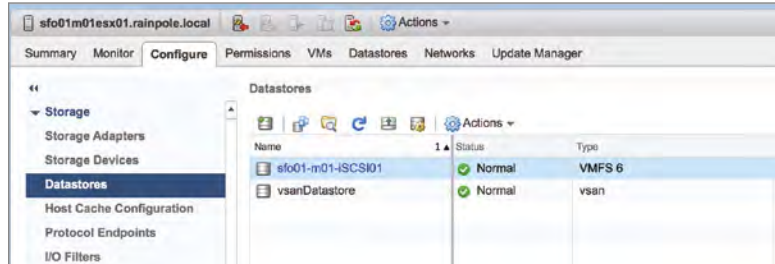 sfo01m01esx01.rainpole.local Actions
Summary Monitor Configure Permissions VMs Datastores Networks Update Manager
Storage
Storage Adapters
Storage Devices
Datastores
Host Cache Configuration
Protocol Endpoints
I/O Filters
Datastores
Actions
Name 1 Status Type
sfo01-m01-iSCSI01 Normal VMFS 6
vsanDatastore Normal vsan